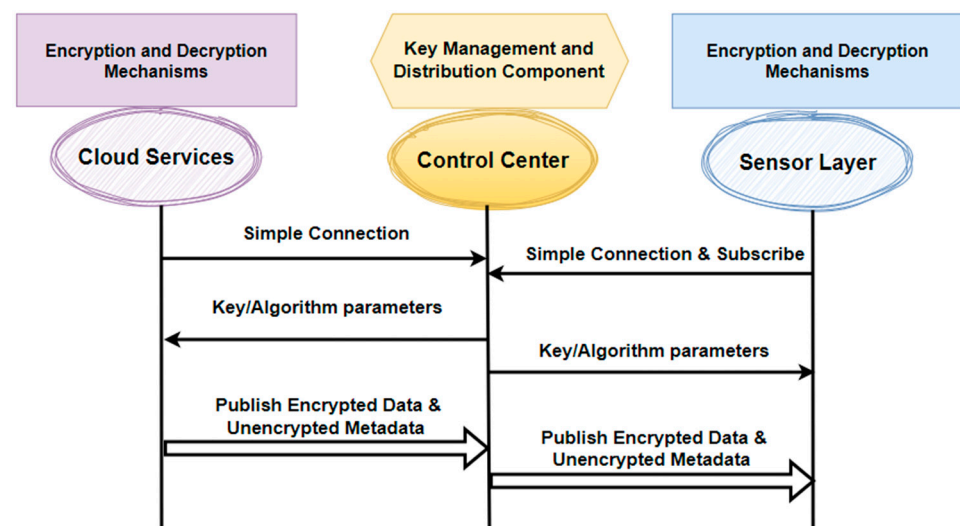 Encryption and Decryption
Mechanisms
Key Management and
Distribution Component
Encryption and Decryption
Mechanisms
Cloud Services
Control Center
Sensor Layer
Simple Connection
Simple Connection & Subscribe
Key/Algorithm parameters
Key/Algorithm parameters
Publish Encrypted Data &
Unencrypted Metadata
Publish Encrypted Data &
Unencrypted Metadata